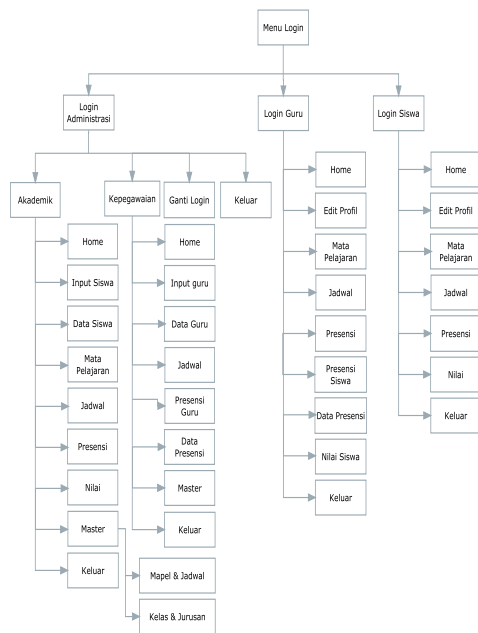 Menu Login
Login
Administrasi
Login Guru
Login Siswa
Akademik
Kepegawaian
Ganti Login
Keluar
Home
Input Siswa
Data Siswa
Mata
Pelajaran
Jadwal
Presensi
Nilai
Master
Keluar
Mapel & Jadwal
Kelas & Jurusan
Home
Input guru
Data Guru
Jadwal
Presensi
Guru
Data
Presensi
Master
Keluar
Home
Edit Profil
Mata
Pelajaran
Jadwal
Presensi
Presensi
Siswa
Data Presensi
Nilai Siswa
Keluar
Home
Edit Profil
Mata
Pelajaran
Jadwal
Presensi
Nilai
Keluar